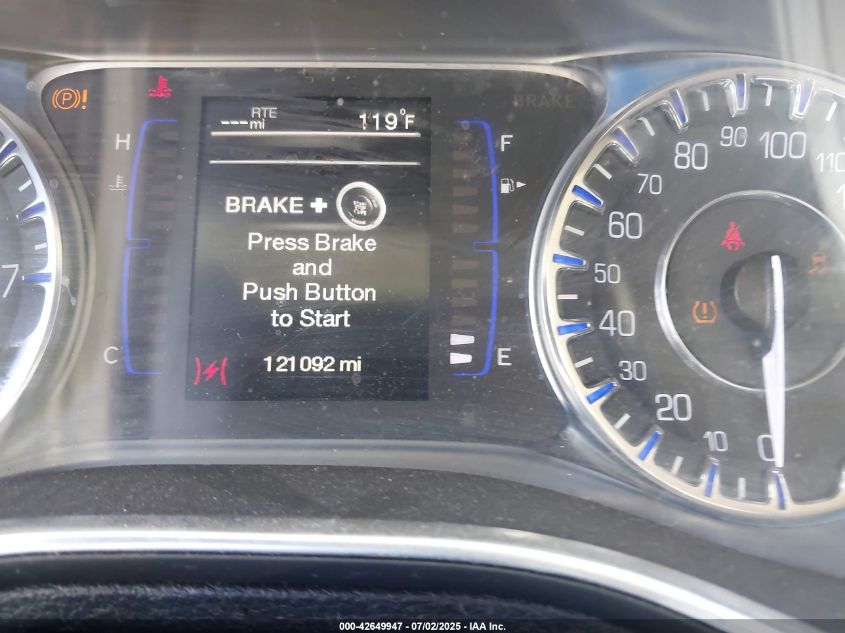 RTE
---mi 119°F
BRAKE
H
F
BRAKE +
Press Brake
and
Push Button
to Start
C
E
121092 mi
7
P!
10
20
30
40
50
60
70
80
90
100
110
0
000-42649947 - 07/02/2025 - IAA Inc.